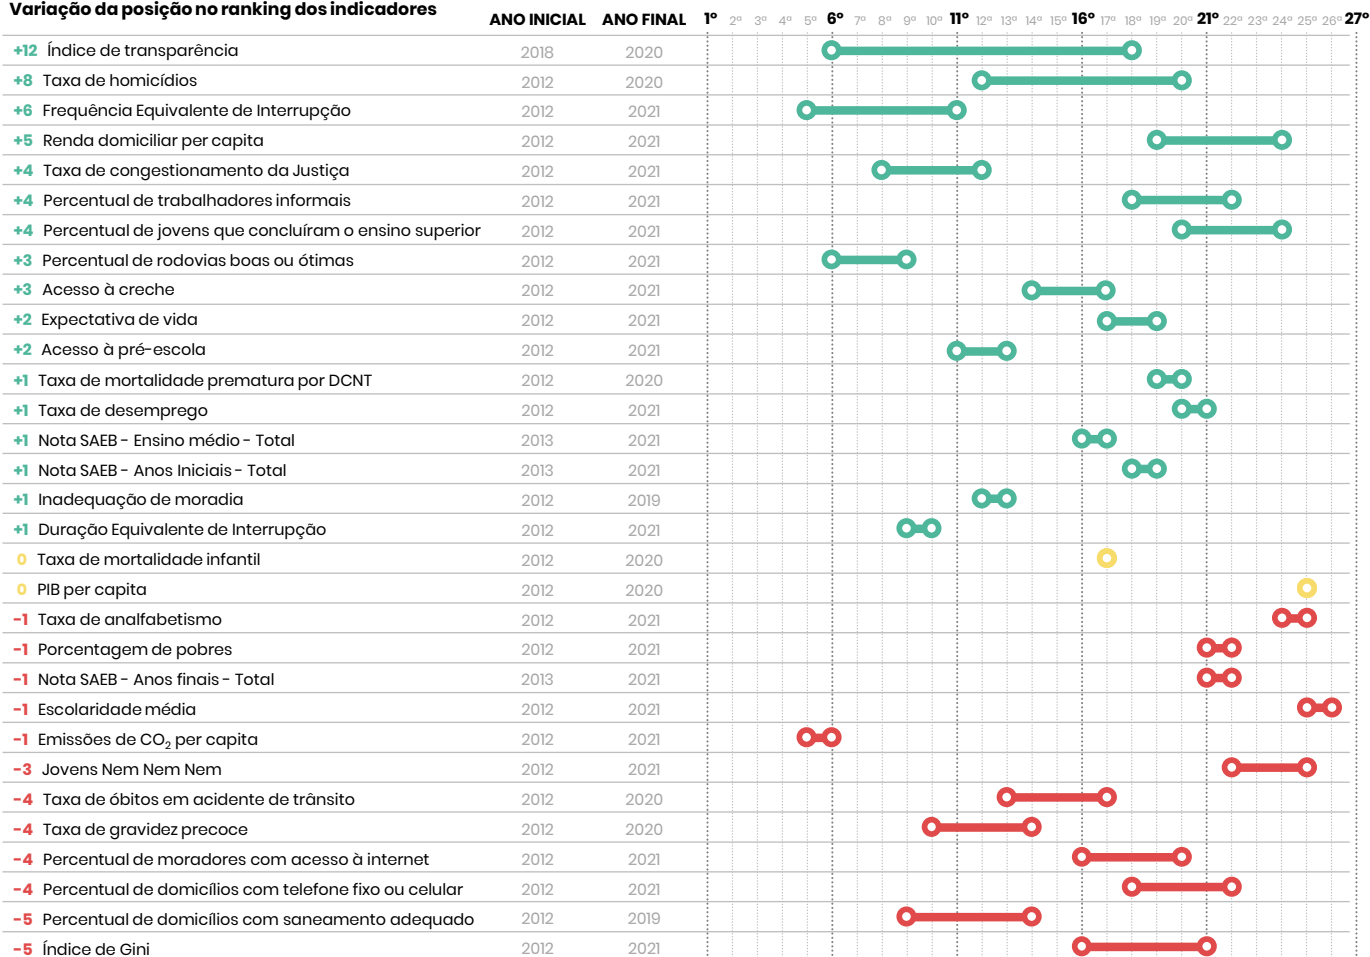 Variação da posição no ranking dos indicadores
ANO INICIAL ANO FINAL 1º 2º 3º 4º 5º 6º 7º 8º 9º 10º 11º 12º 13º 14º 15º 16º 17º 18º 19º 20º 21º 22º 23º 24º 25º 26º 27º
+12 Índice de transparência 2018 2020
+8 Taxa de homicídios 2012 2020
+6 Frequência Equivalente de Interrupção 2012 2021
+5 Renda domiciliar per capita 2012 2021
+4 Taxa de congestionamento da Justiça 2012 2021
+4 Percentual de trabalhadores informais 2012 2021
+4 Percentual de jovens que concluíram o ensino superior 2012 2021
+3 Percentual de rodovias boas ou ótimas 2012 2021
+3 Acesso à creche 2012 2021
+2 Expectativa de vida 2012 2021
+2 Acesso à pré-escola 2012 2021
+1 Taxa de mortalidade prematura por DCNT 2012 2020
+1 Taxa de desemprego 2012 2021
+1 Nota SAEB - Ensino médio - Total 2013 2021
+1 Nota SAEB - Anos Iniciais - Total 2013 2021
+1 Inadequação de moradia 2012 2019
+1 Duração Equivalente de Interrupção 2012 2021
0 Taxa de mortalidade infantil 2012 2020
0 PIB per capita 2012 2020
-1 Taxa de analfabetismo 2012 2021
-1 Porcentagem de pobres 2012 2021
-1 Nota SAEB - Anos finais - Total 2013 2021
-1 Escolaridade média 2012 2021
-1 Emissões de CO₂ per capita 2012 2021
-3 Jovens Nem Nem Nem 2012 2021
-4 Taxa de óbitos em acidente de trânsito 2012 2020
-4 Taxa de gravidez precoce 2012 2020
-4 Percentual de moradores com acesso à internet 2012 2021
-4 Percentual de domicílios com telefone fixo ou celular 2012 2021
-5 Percentual de domicílios com saneamento adequado 2012 2019
-5 Índice de Gini 2012 2021